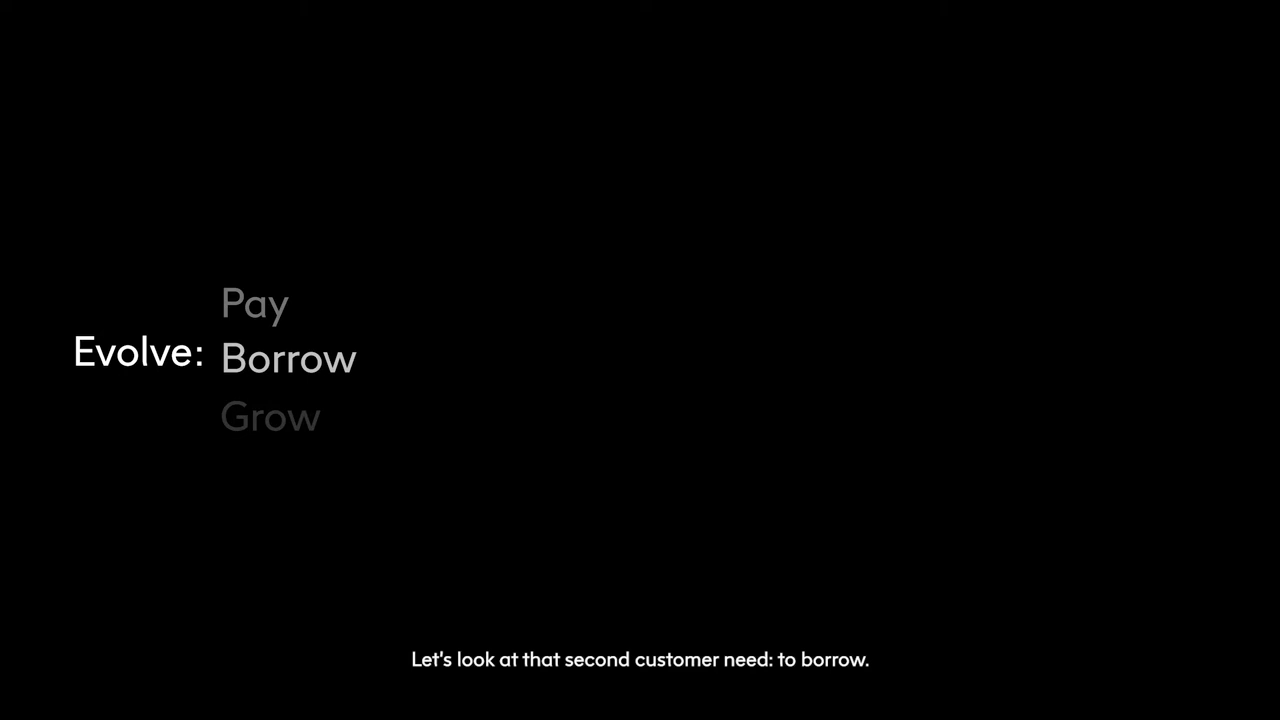 Pay
Evolve: Borrow
Grow
Let's look at that second customer need: to borrow.